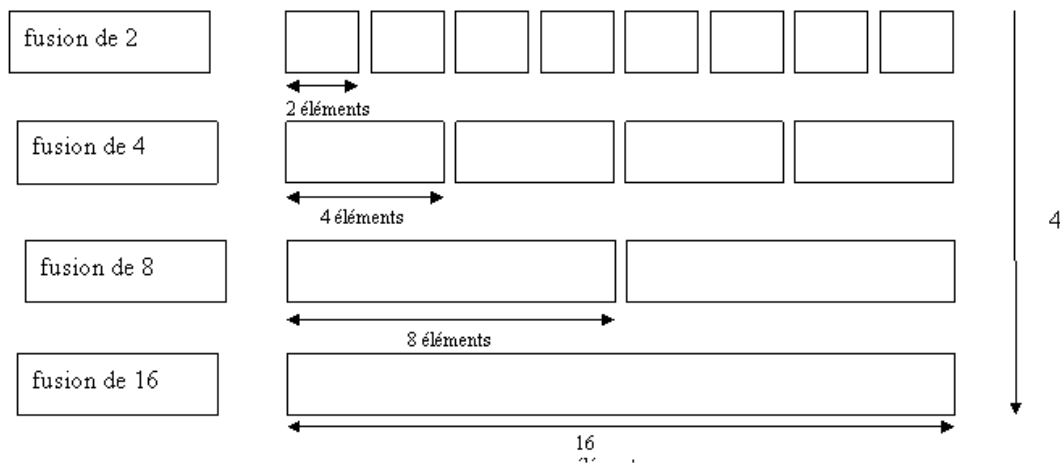 fusion de 2
2 éléments
fusion de 4
4 éléments
4
fusion de 8
8 éléments
fusion de 16
16